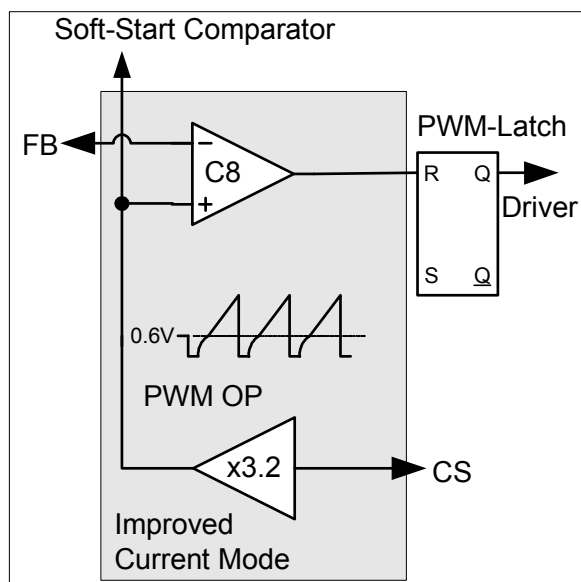 Soft-Start Comparator
FB
C8
PWM-Latch
R Q
Driver
S Q
0.6V
PWM OP
x3.2
CS
Improved
Current Mode